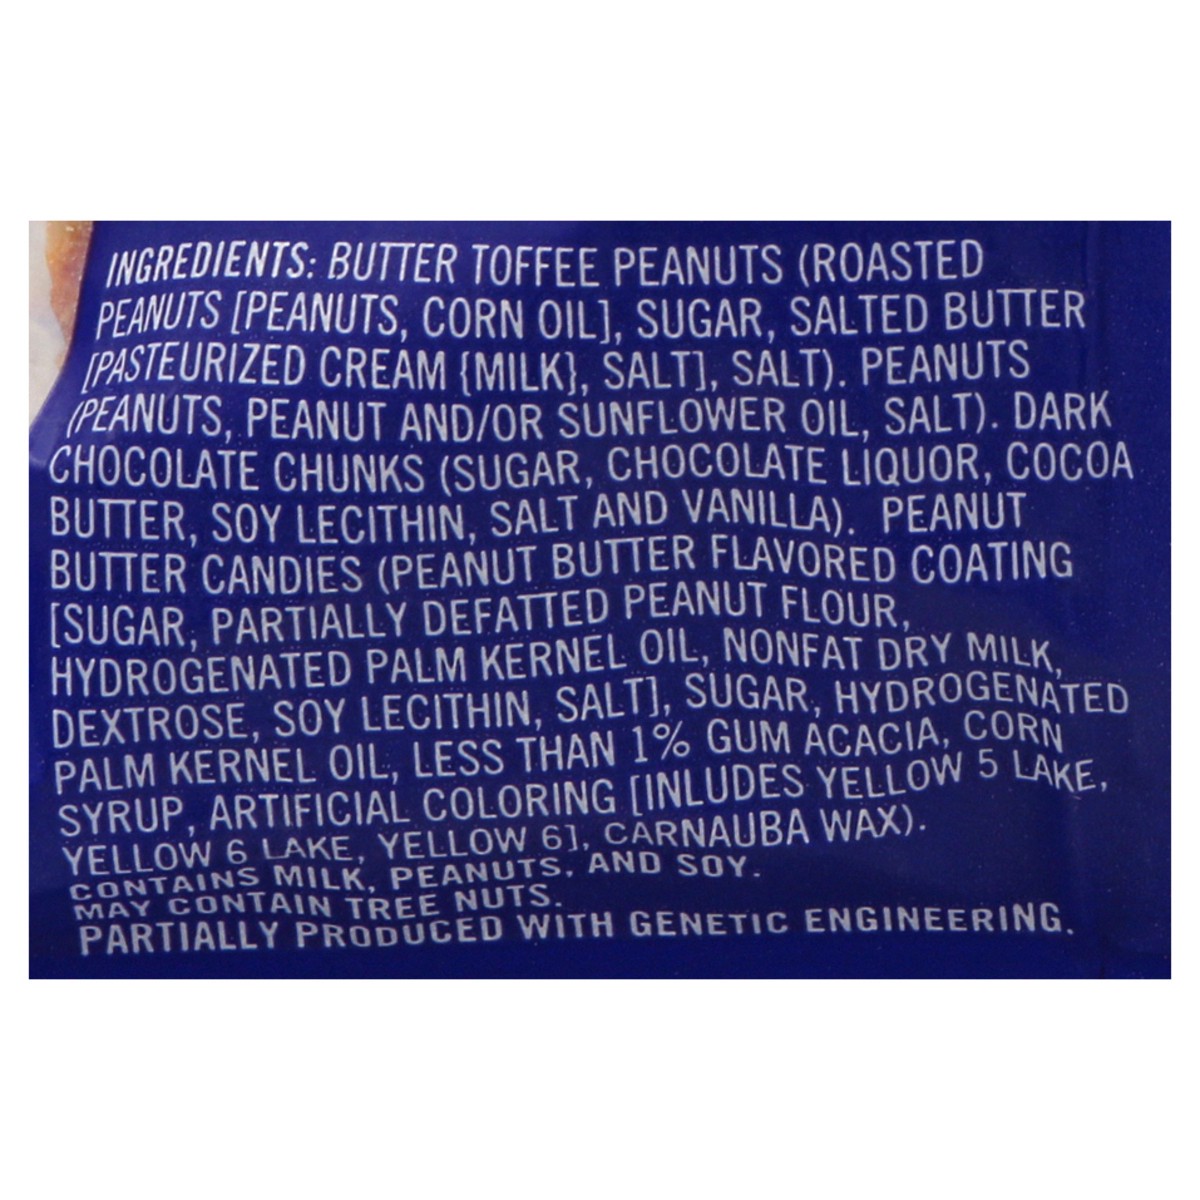 INGREDIENTS: BUTTER TOFFEE PEANUTS (ROASTED
PEANUTS [PEANUTS, CORN OIL], SUGAR, SALTED BUTTER
[PASTEURIZED CREAM {MILK}, SALT], SALT). PEANUTS
(PEANUTS, PEANUT AND/OR SUNFLOWER OIL, SALT). DARK
CHOCOLATE CHUNKS (SUGAR, CHOCOLATE LIQUOR, COCOA
BUTTER, SOY LECITHIN, SALT AND VANILLA). PEANUT
BUTTER CANDIES (PEANUT BUTTER FLAVORED COATING
[SUGAR, PARTIALLY DEFATTED PEANUT FLOUR,
HYDROGENATED PALM KERNEL OIL, NONFAT DRY MILK,
DEXTROSE, SOY LECITHIN, SALT], SUGAR, HYDROGENATED
PALM KERNEL OIL, LESS THAN 1% GUM ACACIA, CORN
SYRUP, ARTIFICIAL COLORING [INLUDES YELLOW 5 LAKE,
YELLOW 6 LAKE, YELLOW 6], CARNAUBA WAX).
CONTAINS MILK, PEANUTS, AND SOY.
MAY CONTAIN TREE NUTS.
PARTIALLY PRODUCED WITH GENETIC ENGINEERING.